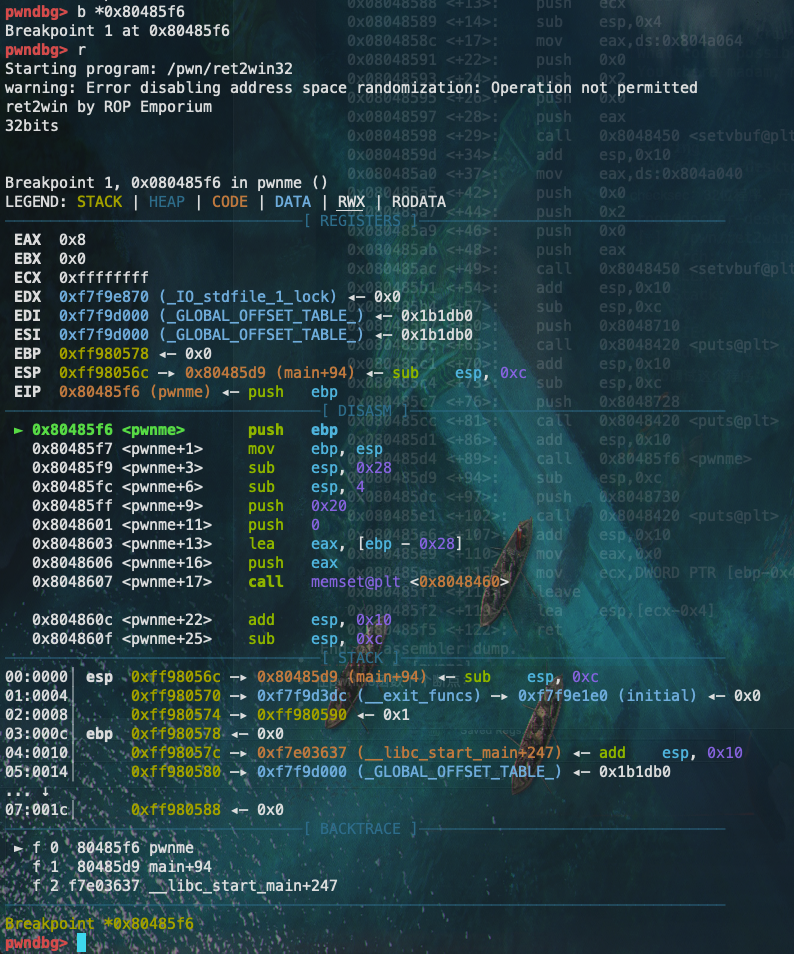 pwndbg> b *0x80485f6
Breakpoint 1 at 0x80485f6
pwndbg> r
Starting program: /pwn/ret2win32
warning: Error disabling address space randomization: Operation not permitted
ret2win by ROP Emporium
32bits
Breakpoint 1, 0x080485f6 in pwnme ()
LEGEND: STACK | HEAP | CODE | DATA | RWX | RODATA
[ REGISTERS ]
EAX  0x8
EBX  0x0
ECX  0xffffffff
EDX  0xf7f9e870 (_IO_stdfile_1_lock) ◂— 0x0
EDI  0xf7f9d000 (_GLOBAL_OFFSET_TABLE_) ◂— 0x1b1db0
ESI  0xf7f9d000 (_GLOBAL_OFFSET_TABLE_) ◂— 0x1b1db0
EBP  0xff980578 ◂— 0x0
ESP  0xff98056c —▸ 0x80485d9 (main+94) ◂— sub    esp, 0xc
EIP  0x80485f6 (pwnme) ◂— push   ebp
[ DISASM ]
► 0x80485f6 <pwnme>       push   ebp
0x80485f7 <pwnme+1>     mov    ebp, esp
0x80485f9 <pwnme+3>     sub    esp, 0x28
0x80485fc <pwnme+6>     sub    esp, 4
0x80485ff <pwnme+9>     push   0x20
0x8048601 <pwnme+11>    push   0
0x8048603 <pwnme+13>    lea    eax, [ebp - 0x28]
0x8048606 <pwnme+16>    push   eax
0x8048607 <pwnme+17>    call   memset@plt <0x8048460>
0x804860c <pwnme+22>    add    esp, 0x10
0x804860f <pwnme+25>    sub    esp, 0xc
[ STACK ]
00:0000│ esp  0xff98056c —▸ 0x80485d9 (main+94) ◂— sub    esp, 0xc
01:0004│      0xff980570 —▸ 0xf7f9d3dc (__exit_funcs) —▸ 0xf7f9e1e0 (initial) ◂— 0x0
02:0008│      0xff980574 —▸ 0xff980590 ◂— 0x1
03:000c│ ebp  0xff980578 ◂— 0x0
04:0010│      0xff98057c —▸ 0xf7e03637 (__libc_start_main+247) ◂— add    esp, 0x10
05:0014│      0xff980580 —▸ 0xf7f9d000 (_GLOBAL_OFFSET_TABLE_) ◂— 0x1b1db0
... ↓
07:001c│      0xff980588 ◂— 0x0
[ BACKTRACE ]
► f 0  80485f6 pwnme
f 1  80485d9 main+94
f 2 f7e03637 __libc_start_main+247
Breakpoint *0x80485f6
pwndbg>